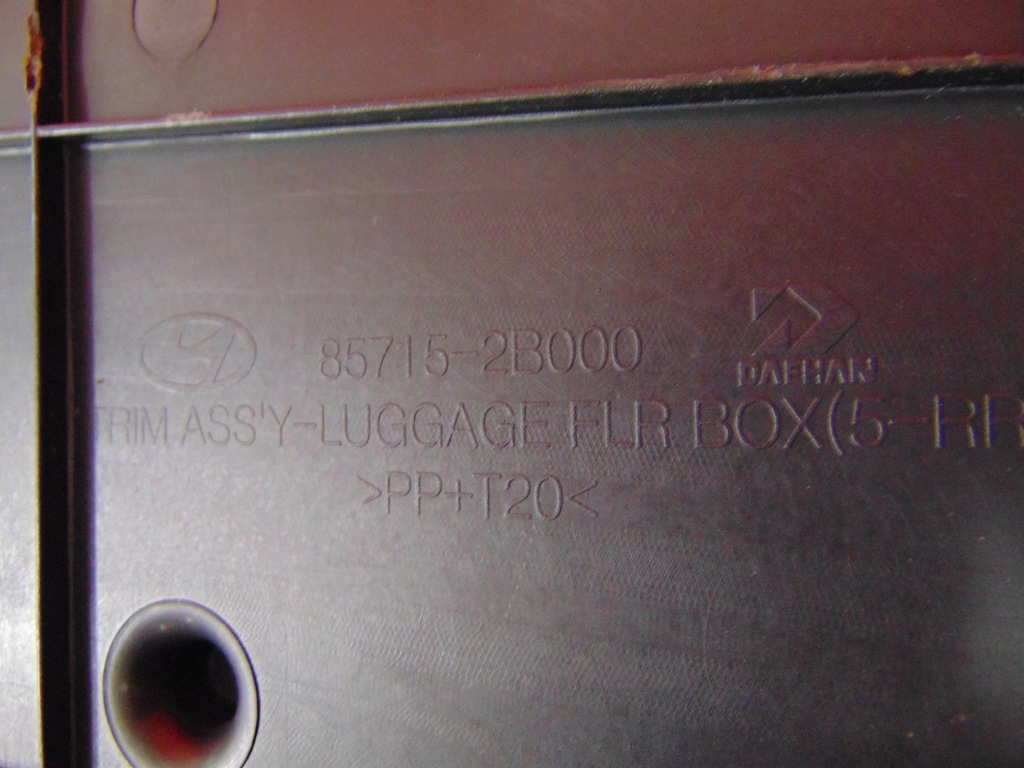 85715-2B000
DAEHAN
TRIM ASS'Y-LUGGAGE FLR BOX(5-RR
>PP+T20<